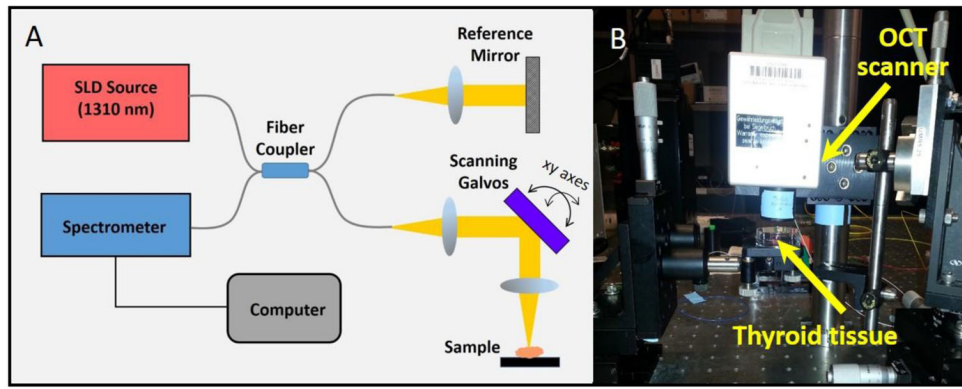 A
SLD Source
(1310 nm)
Fiber
Coupler
Reference
Mirror
Scanning
Galvos
xy axes
Spectrometer
Computer
Sample
B
OCT
scanner
Thyroid tissue